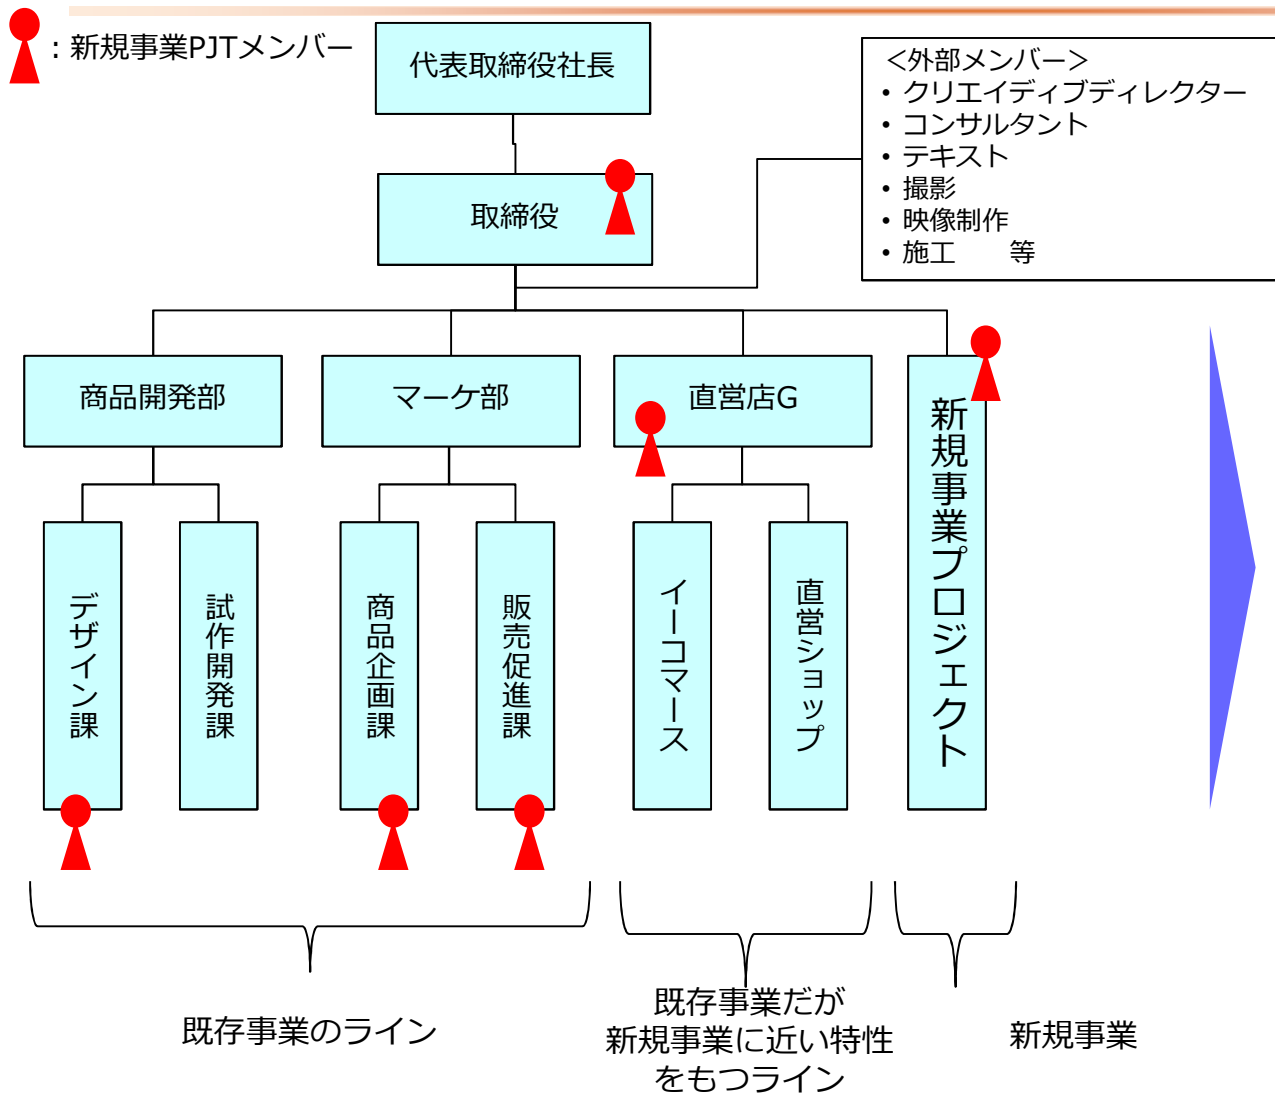 ：新規事業PJTメンバー
代表取締役社長
＜外部メンバー＞
• クリエイディブディレクター
• コンサルタント
• テキスト
• 撮影
• 映像制作
• 施工　　等
取締役
商品開発部
マーケ部
直営店G
新規事業プロジェクト
デザイン課
試作開発課
商品企画課
販売促進課
イーコマース
直営ショップ
既存事業のライン
既存事業だが
新規事業に近い特性
をもつライン
新規事業